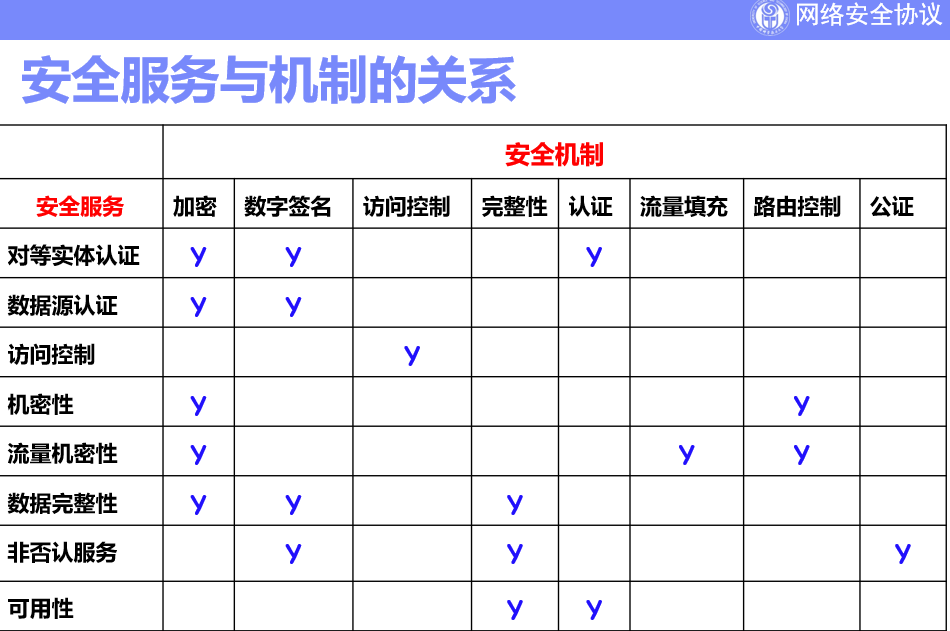 网络安全协议
安全服务与机制的关系
安全机制
安全服务 加密 数字签名 访问控制 完整性 认证 流量填充 路由控制 公证
对等实体认证 Y Y Y
数据源认证 Y Y
访问控制 Y
机密性 Y Y
流量机密性 Y Y Y
数据完整性 Y Y Y
非否认服务 Y Y Y
可用性 Y Y